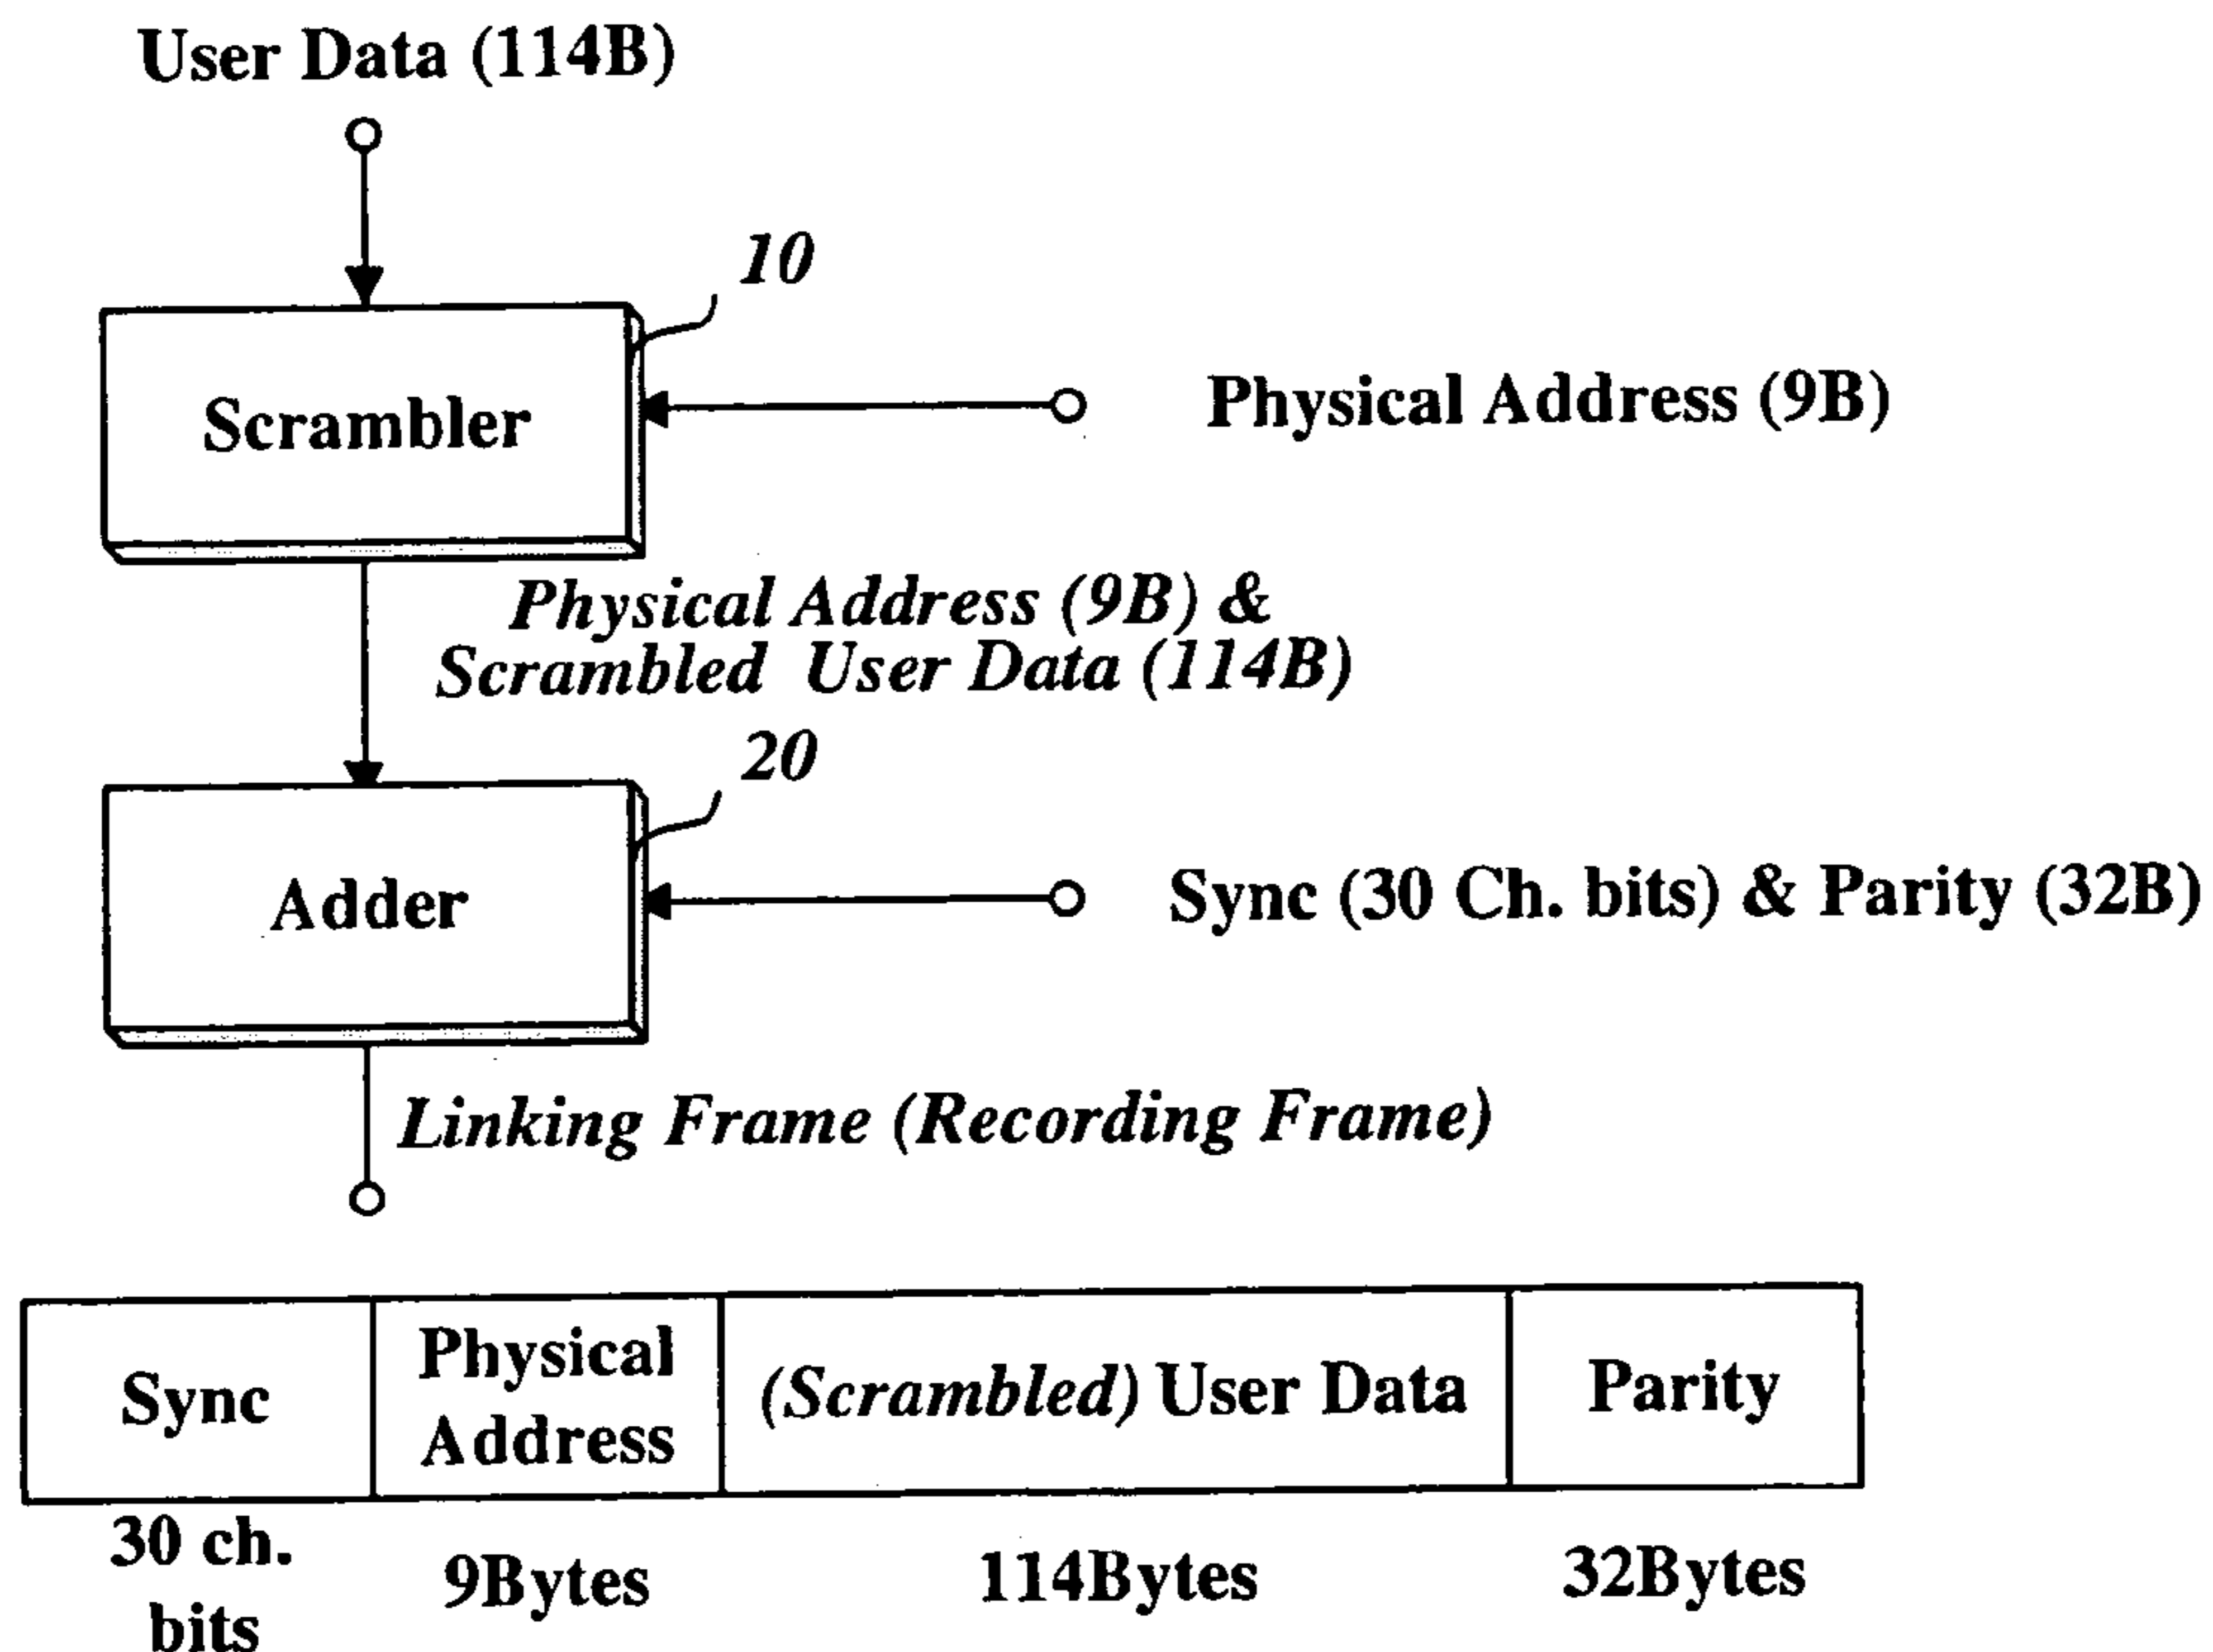 User Data (114B)
10
Scrambler
Physical Address (9B)
Physical Address (9B) &
Scrambled User Data (114B)
20
Adder
Sync (30 Ch. bits) & Parity (32B)
Linking Frame (Recording Frame)
Sync
Physical
Address
(Scrambled) User Data
Parity
30 ch.
bits
9Bytes
114Bytes
32Bytes